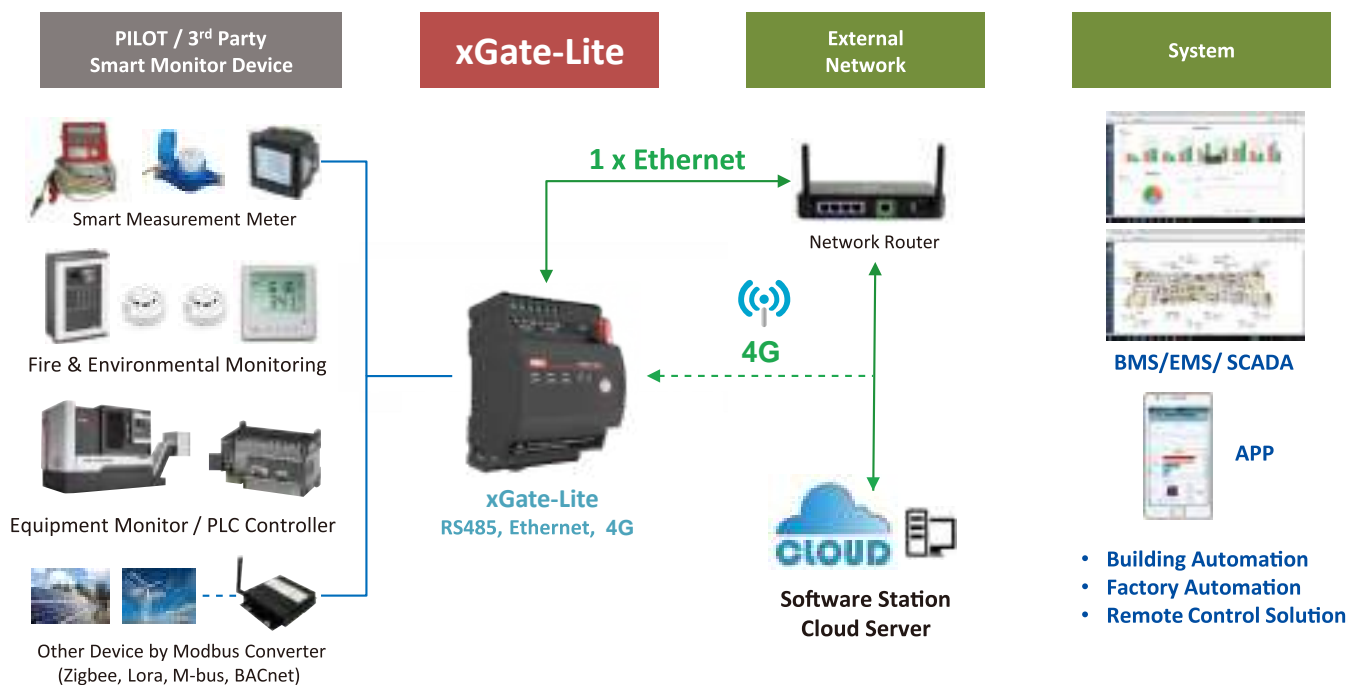 PILOT / 3rd Party
Smart Monitor Device
xGate-Lite
External
Network
System
Smart Measurement Meter
Fire & Environmental Monitoring
Equipment Monitor / PLC Controller
Other Device by Modbus Converter
(Zigbee, Lora, M-bus, BACnet)
xGate-Lite
RS485, Ethernet, 4G
1 x Ethernet
Network Router
4G
CLOUD
Software Station
Cloud Server
BMS/EMS/ SCADA
APP
• Building Automation
• Factory Automation
• Remote Control Solution